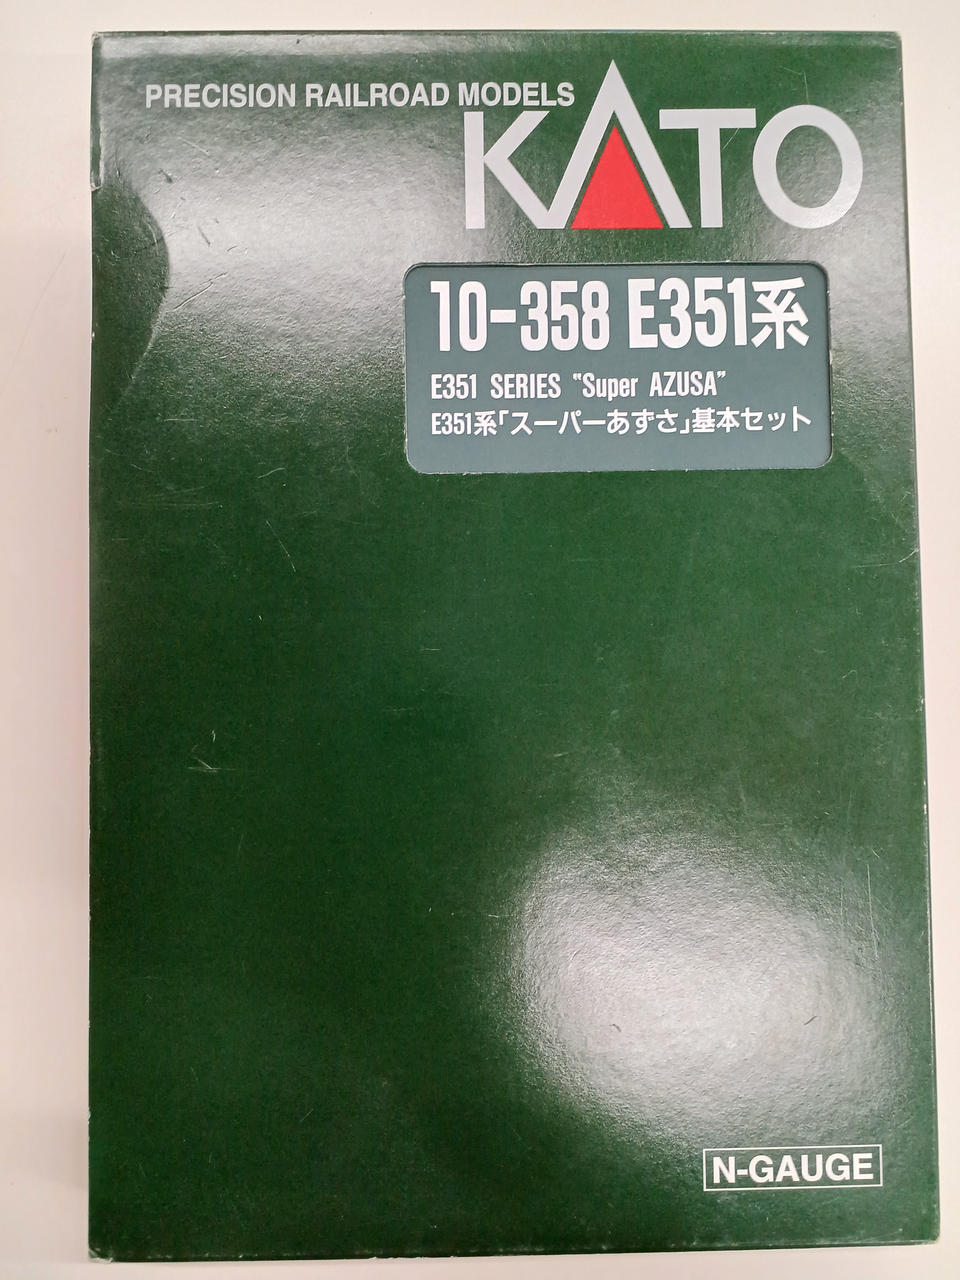 PRECISION RAILROAD MODELS
KATO
10-358 E351系
E351 SERIES "Super AZUSA"
E351系「スーパーあずさ」基本セット
N-GAUGE